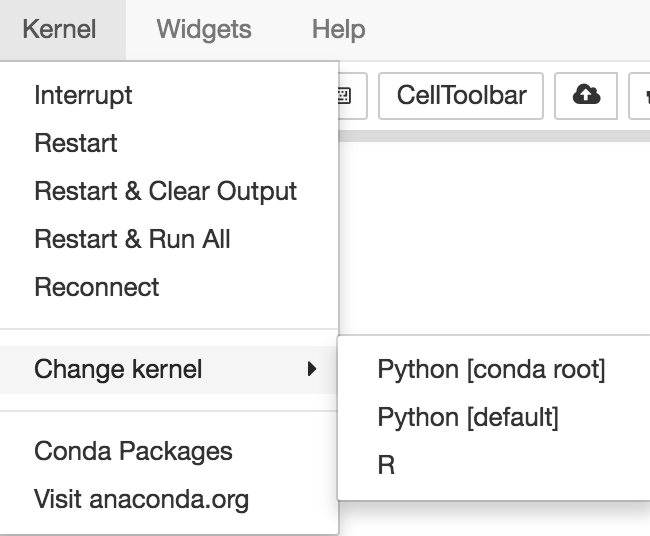 Kernel Widgets Help
CellToolbar
Interrupt
Restart
Restart & Clear Output
Restart & Run All
Reconnect
Change kernel
Python [conda root]
Python [default]
R
Conda Packages
Visit anaconda.org